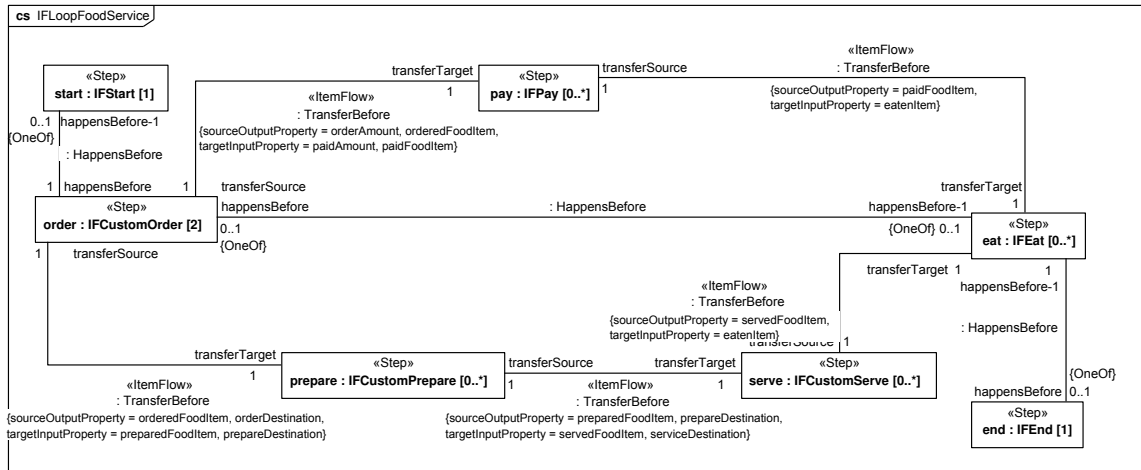 cs IFLoopFoodService
«Step»
start : IFStart [1]
0..1
{OneOf}
happensBefore-1
: HappensBefore
1
happensBefore
transferTarget
1
«Step»
pay : IFPay [0..*]
transferSource
1
«ItemFlow»
: TransferBefore
{sourceOutputProperty = paidFoodItem,
targetInputProperty = eatenItem}
«ItemFlow»
: TransferBefore
{sourceOutputProperty = orderAmount, orderedFoodItem,
targetInputProperty = paidAmount, paidFoodItem}
1
transferSource
«Step»
order : IFCustomOrder [2]
happensBefore
0..1
{OneOf}
: HappensBefore
happensBefore-1
{OneOf} 0..1
transferTarget
1
«Step»
eat : IFEat [0..*]
1
transferSource
transferTarget 1
1
happensBefore-1
«ItemFlow»
: TransferBefore
{sourceOutputProperty = servedFoodItem,
targetInputProperty = eatenItem}
transferSource
1
: HappensBefore
transferTarget
1
«Step»
prepare : IFCustomPrepare [0..*]
transferSource
1
transferTarget
1
«Step»
serve : IFCustomServe [0..*]
«ItemFlow»
: TransferBefore
{sourceOutputProperty = orderedFoodItem, orderDestination,
targetInputProperty = preparedFoodItem, prepareDestination}
«ItemFlow»
: TransferBefore
{sourceOutputProperty = preparedFoodItem, prepareDestination,
targetInputProperty = servedFoodItem, serviceDestination}
{OneOf}
happensBefore
0..1
«Step»
end : IFEnd [1]